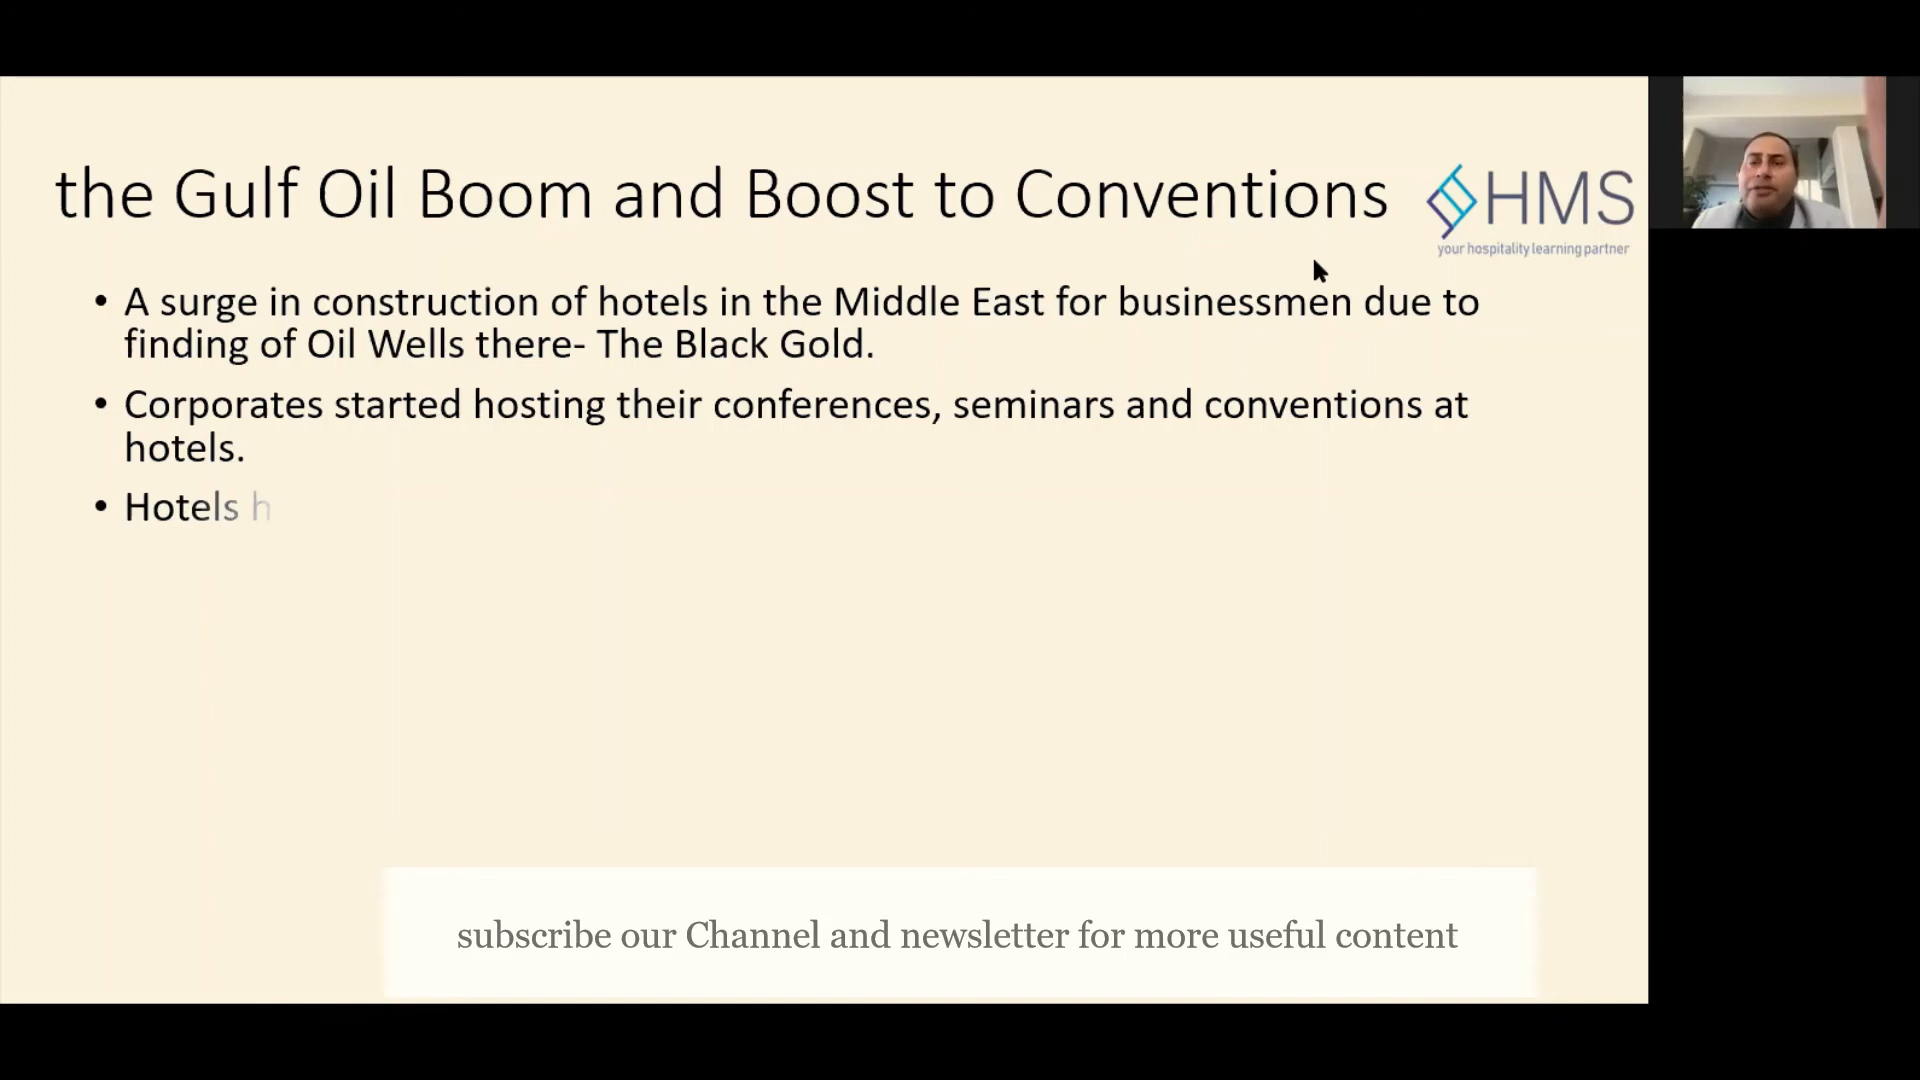 the Gulf Oil Boom and Boost to Conventions
HMS
your hospitality learning partner
• A surge in construction of hotels in the Middle East for businessmen due to
finding of Oil Wells there- The Black Gold.
• Corporates started hosting their conferences, seminars and conventions at
hotels.
• Hotels h
subscribe our Channel and newsletter for more useful content